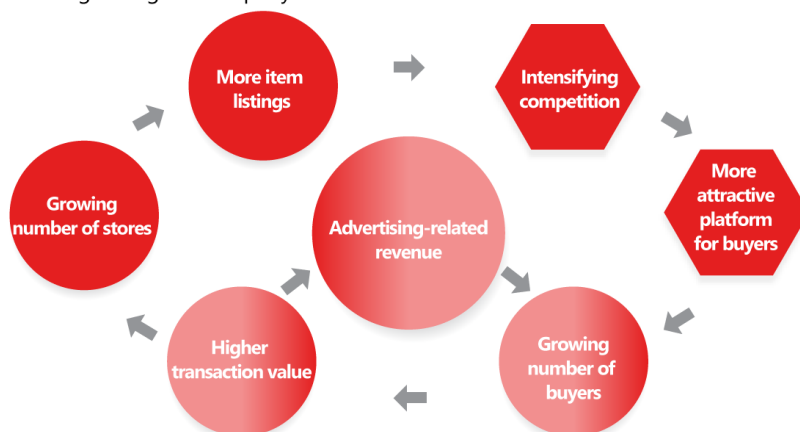 More item
listings
Intensifying
competition
More
attractive
platform
for buyers
Growing
number of stores
Advertising-related
revenue
Higher
transaction value
Growing
number of
buyers